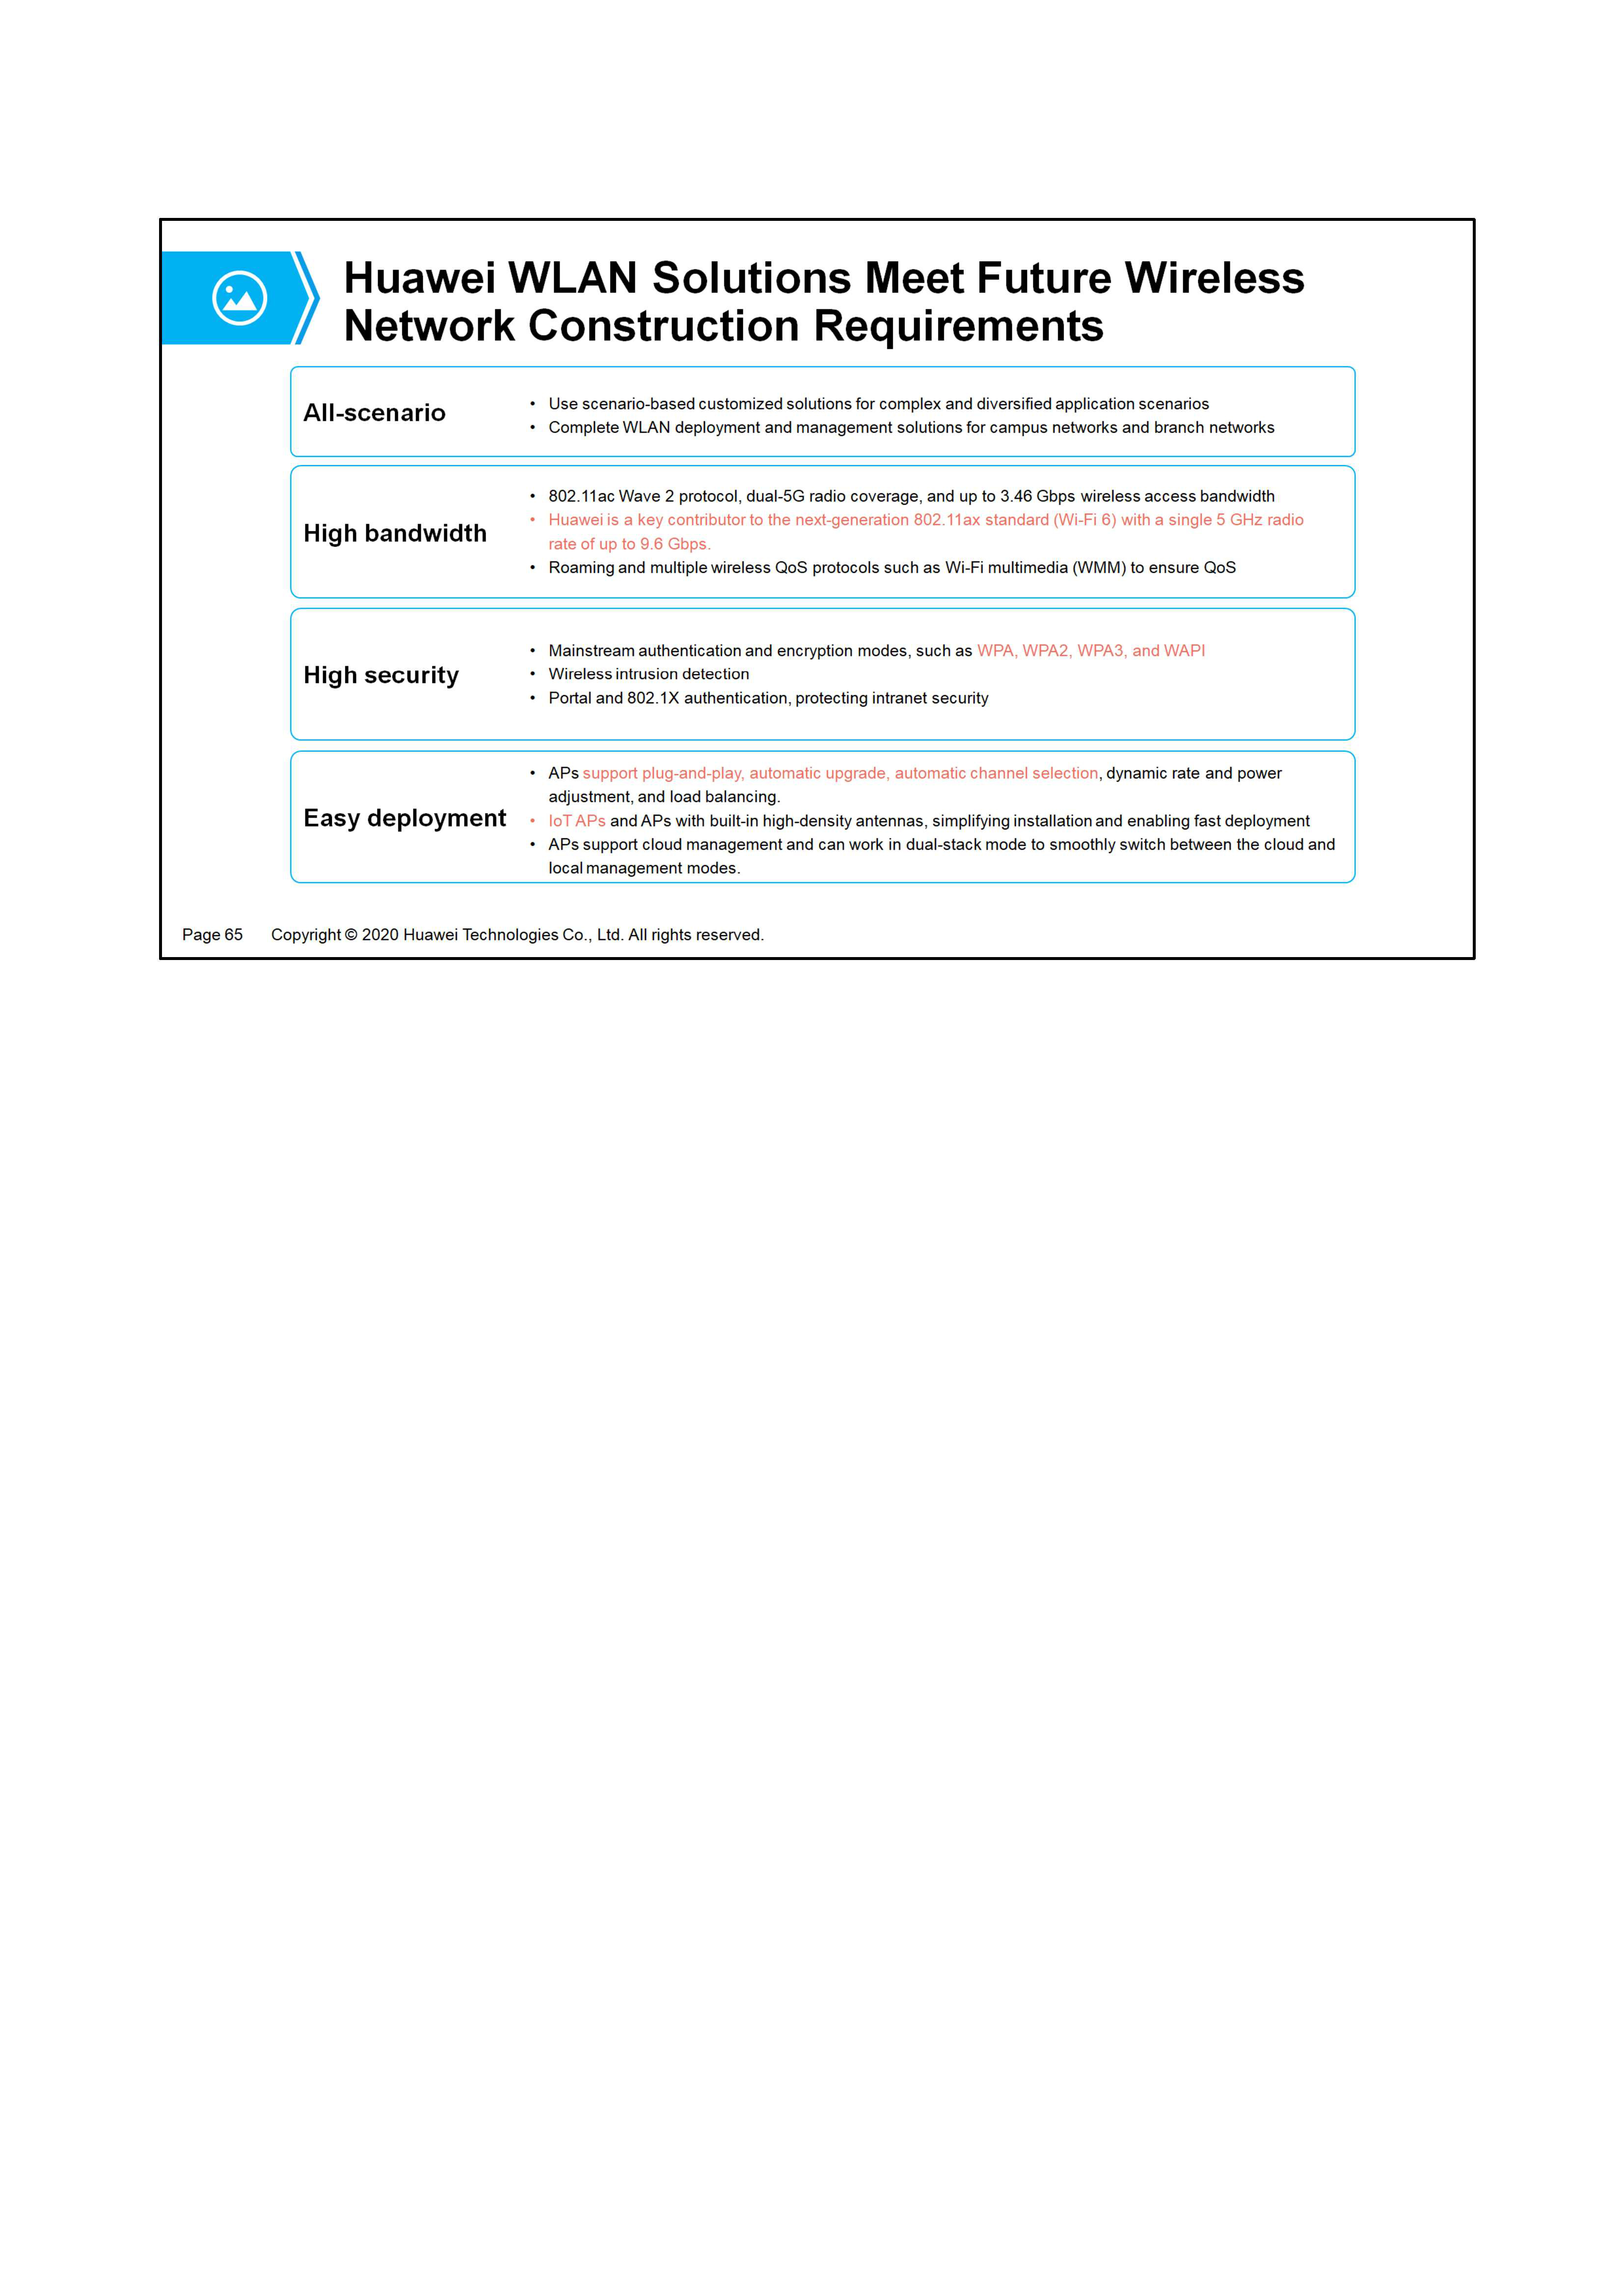 Huawei WLAN Solutions Meet Future Wireless
Network Construction Requirements
All-scenario
• Use scenario-based customized solutions for complex and diversified application scenarios
• Complete WLAN deployment and management solutions for campus networks and branch networks
High bandwidth
• 802.11ac Wave 2 protocol, dual-5G radio coverage, and up to 3.46 Gbps wireless access bandwidth
• Huawei is a key contributor to the next-generation 802.11ax standard (Wi-Fi 6) with a single 5 GHz radio
rate of up to 9.6 Gbps.
• Roaming and multiple wireless QoS protocols such as Wi-Fi multimedia (WMM) to ensure QoS
High security
• Mainstream authentication and encryption modes, such as WPA, WPA2, WPA3, and WAPI
• Wireless intrusion detection
• Portal and 802.1X authentication, protecting intranet security
Easy deployment
• APs support plug-and-play, automatic upgrade, automatic channel selection, dynamic rate and power
adjustment, and load balancing.
• IoT APs and APs with built-in high-density antennas, simplifying installation and enabling fast deployment
• APs support cloud management and can work in dual-stack mode to smoothly switch between the cloud and
local management modes.
Page 65 Copyright © 2020 Huawei Technologies Co., Ltd. All rights reserved.